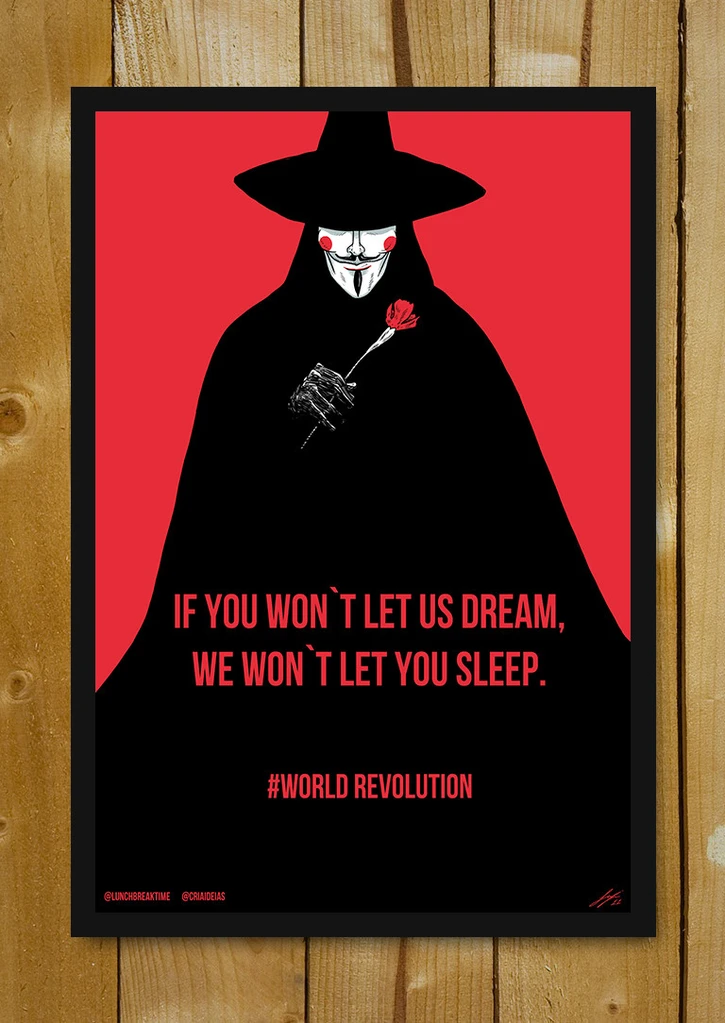 IF YOU WON`T LET US DREAM,
WE WON`T LET YOU SLEEP.
#WORLD REVOLUTION
@LUNCHBREAKTIME @CRIAIDEIAS